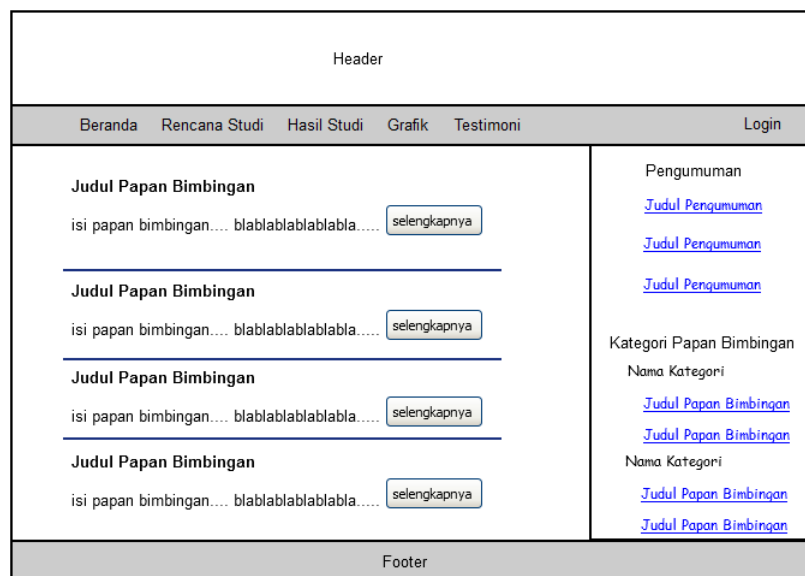 Header
Beranda Rencana Studi Hasil Studi Grafik Testimoni Login
Judul Papan Bimbingan
isi papan bimbingan.... blablablablablabla..... selengkapnya
Judul Papan Bimbingan
isi papan bimbingan.... blablablablablabla..... selengkapnya
Judul Papan Bimbingan
isi papan bimbingan.... blablablablablabla..... selengkapnya
Judul Papan Bimbingan
isi papan bimbingan.... blablablablablabla..... selengkapnya
Pengumuman
Judul Pengumuman
Judul Pengumuman
Judul Pengumuman
Kategori Papan Bimbingan
Nama Kategori
Judul Papan Bimbingan
Judul Papan Bimbingan
Nama Kategori
Judul Papan Bimbingan
Judul Papan Bimbingan
Footer